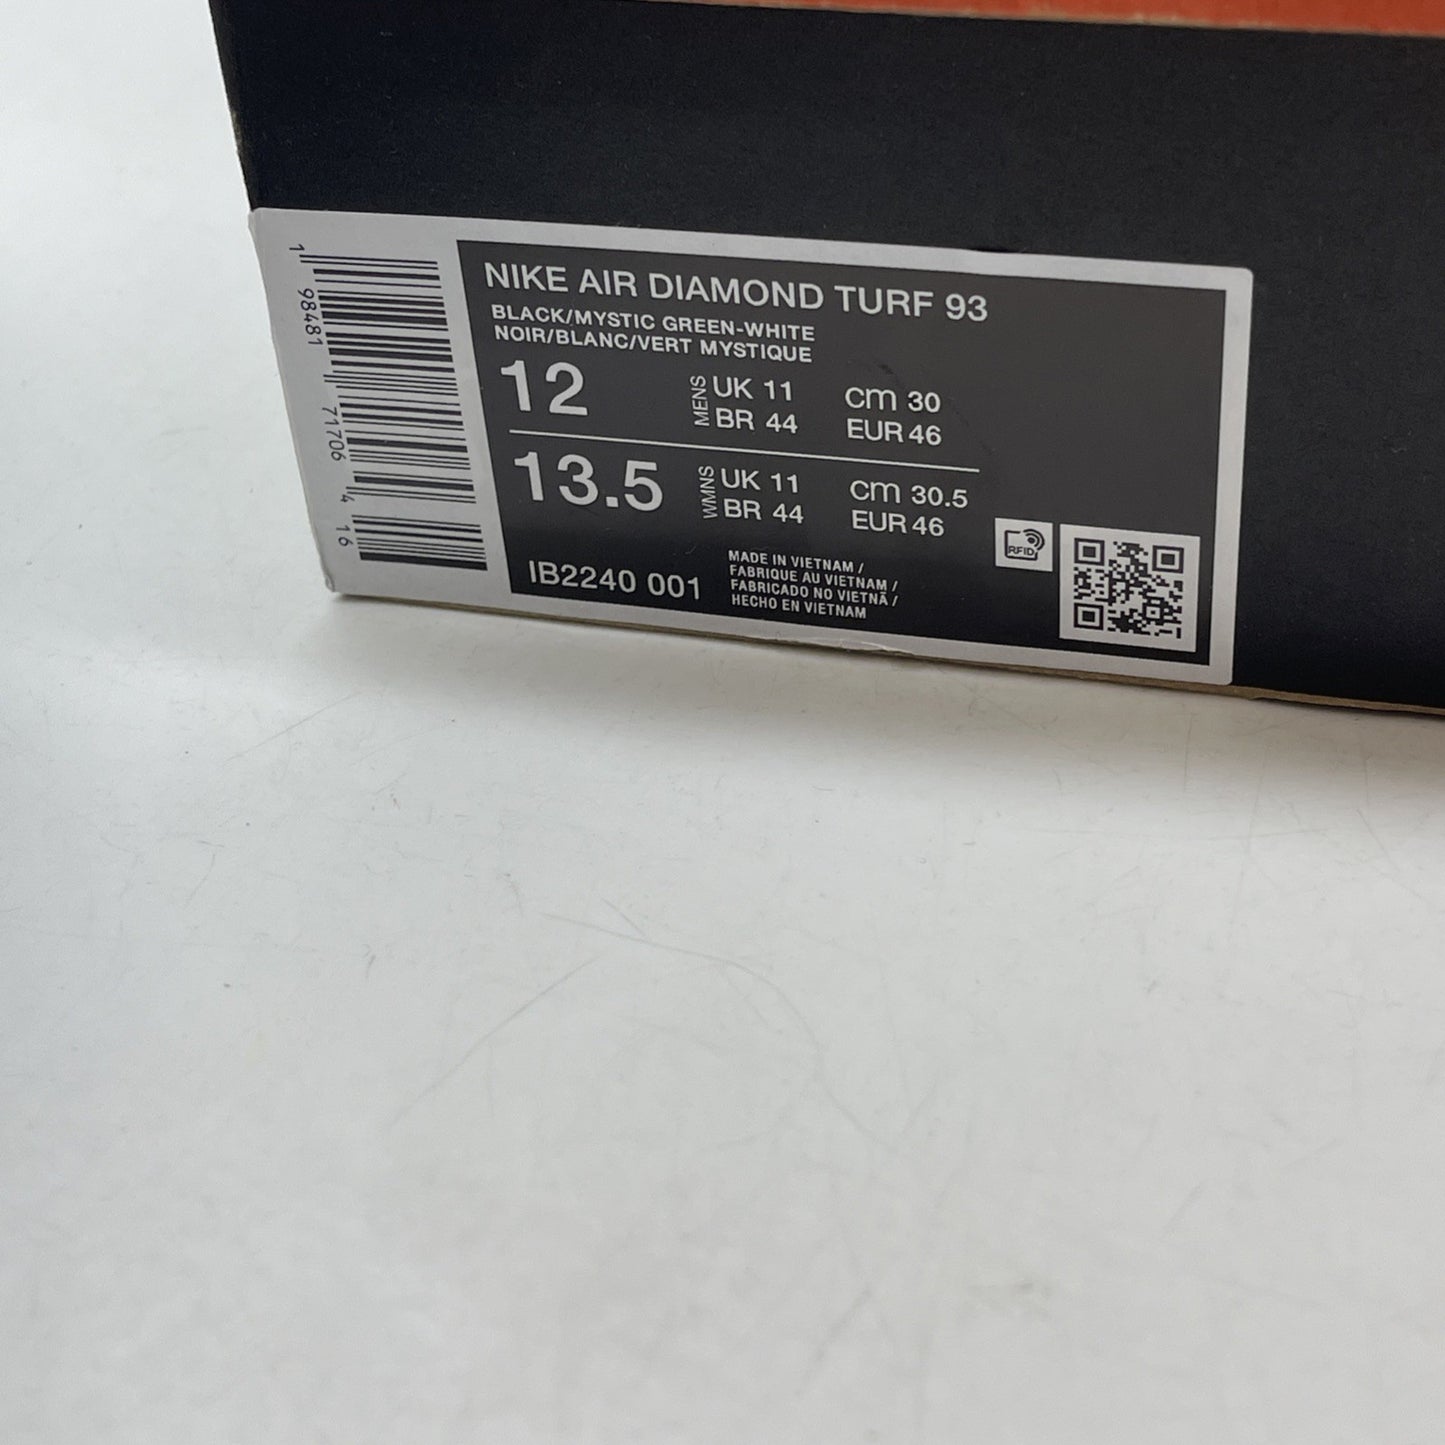 NIKE AIR DIAMOND TURF 93
BLACK/MYSTIC GREEN-WHITE
NOIR/BLANC/VERT MYSTIQUE
12 MENS UK 11 cm 30
BR 44 EUR 46
13.5 WMNS UK 11 cm 30.5
BR 44 EUR 46
IB2240 001
MADE IN VIETNAM /
FABRIQUE AU VIETNAM /
FABRICADO NO VIETNÃ /
HECHO EN VIETNAM
RFID
1 98481 71706 4 16